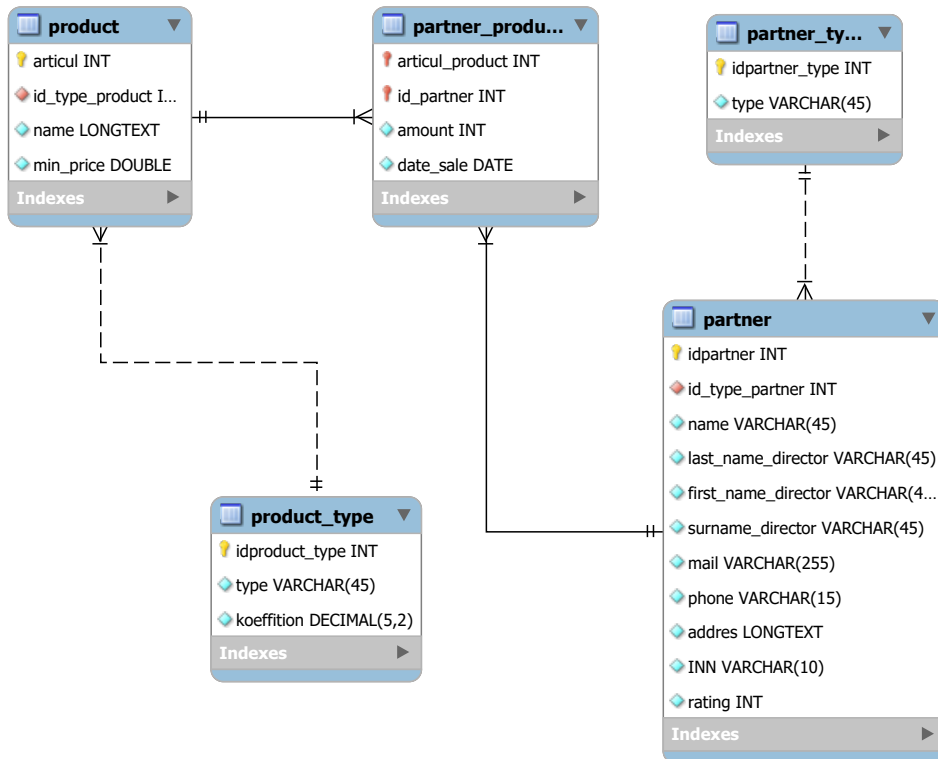 product
articul INT
id_type_product I...
name LONGTEXT
min_price DOUBLE
Indexes
partner_produ...
articul_product INT
id_partner INT
amount INT
date_sale DATE
Indexes
partner_ty...
idpartner_type INT
type VARCHAR(45)
Indexes
product_type
idproduct_type INT
type VARCHAR(45)
koeffition DECIMAL(5,2)
Indexes
partner
idpartner INT
id_type_partner INT
name VARCHAR(45)
last_name_director VARCHAR(45)
first_name_director VARCHAR(4...
surname_director VARCHAR(45)
mail VARCHAR(255)
phone VARCHAR(15)
addres LONGTEXT
INN VARCHAR(10)
rating INT
Indexes